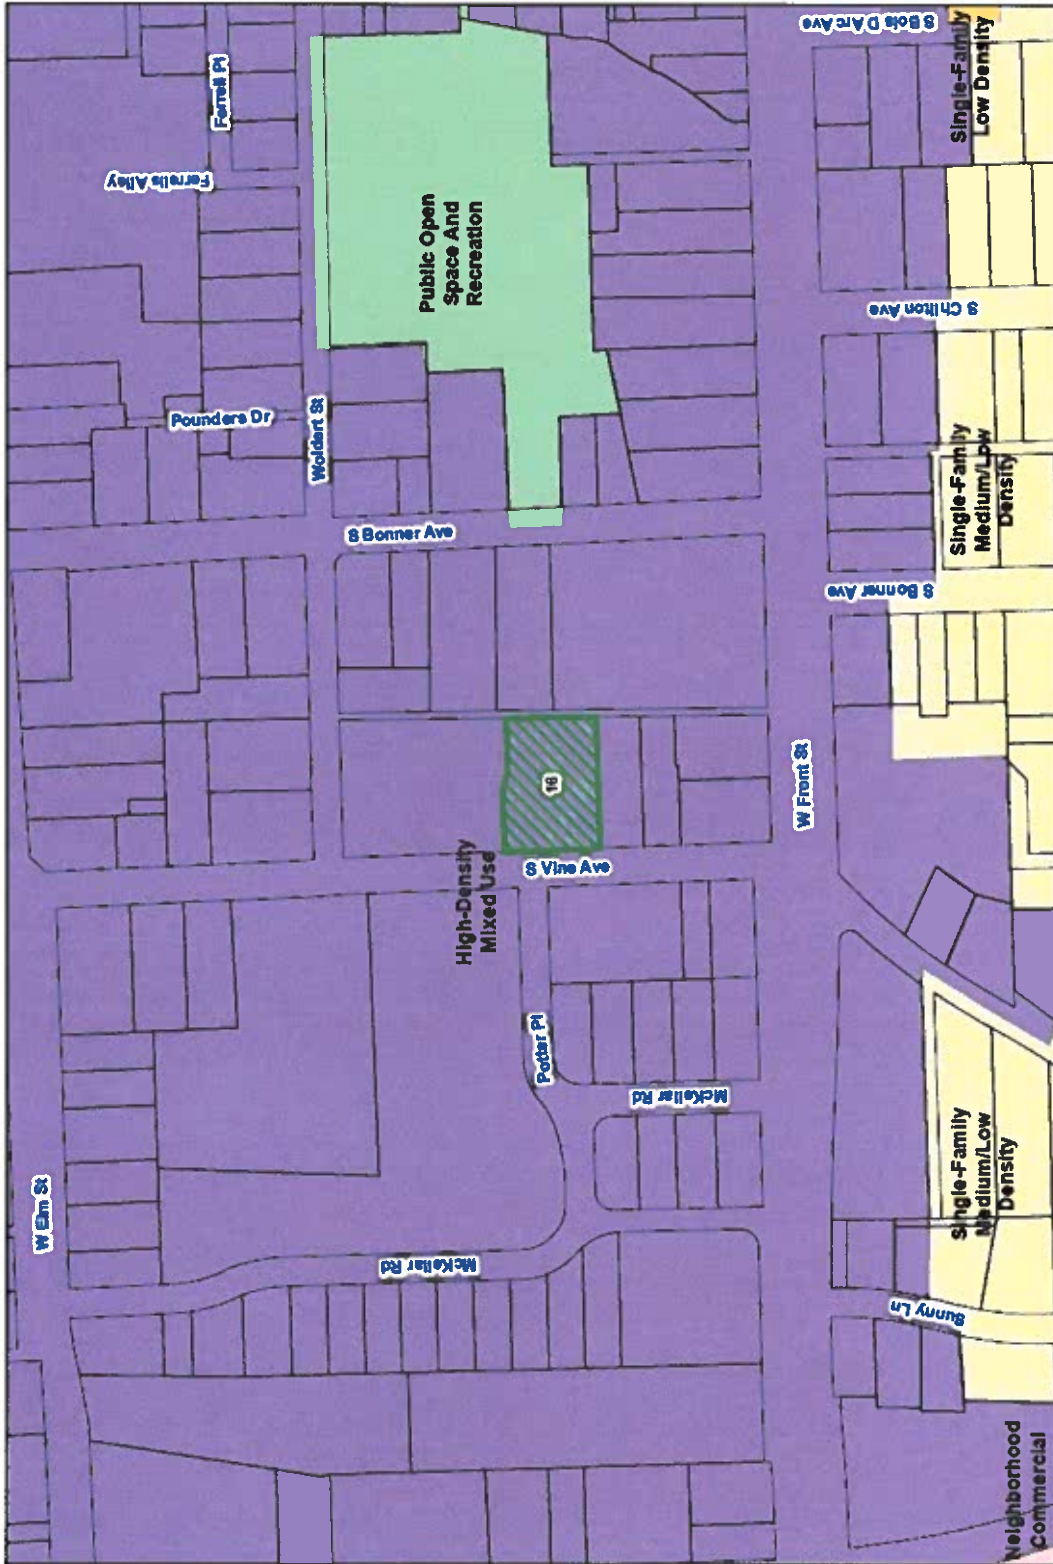 W Elm St
Ferrell Pl
Ferrells Alley
Pounders Dr
Woldert St
S Bonner Ave
Public Open
Space And
Recreation
High-Density
Mixed Use
16
S Vine Ave
Potter Pl
McKellar Rd
McKellar Rd
W Front St
S Bois D Arc Ave
S Chilton Ave
S Bonner Ave
Sunny Ln
Single-Family
Low Density
Single-Family
Medium/Low
Density
Single-Family
Medium/Low
Density
Neighborhood
Commercial